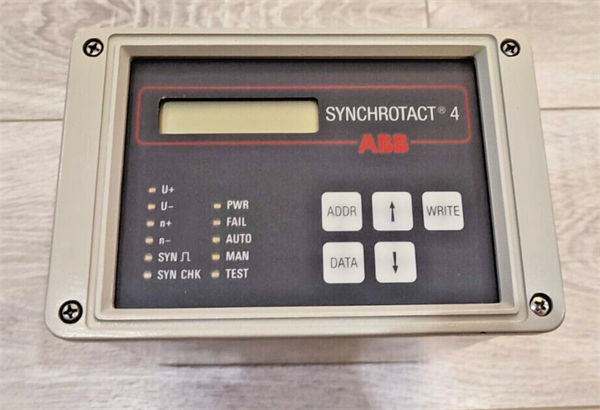 SYNCHROTACT® 4
ABB
U+
U−
n+
n−
SYN ⎍
SYN CHK
PWR
FAIL
AUTO
MAN
TEST
ADDR ↑ WRITE
DATA ↓